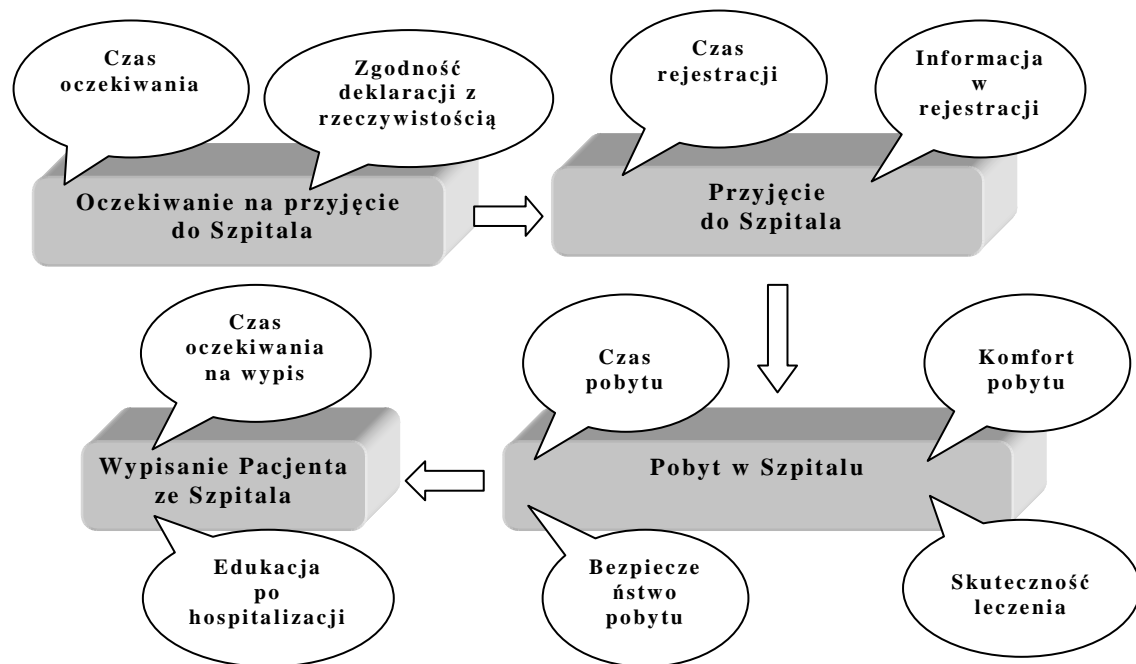 Czas
oczekiwania
Zgodność
deklaracji z
rzeczywistością
Oczekiwanie na przyjęcie
do Szpitala
Czas
rejestracji
Informacja
w
rejestracji
Przyjęcie
do Szpitala
Czas
pobytu
Komfort
pobytu
Pobyt w Szpitalu
Bezpiecze
ństwo
pobytu
Skuteczność
leczenia
Czas
oczekiwania
na wypis
Wypisanie Pacjenta
ze Szpitala
Edukacja
po
hospitalizacji